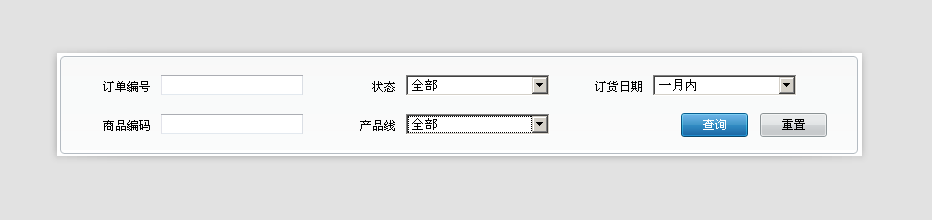 订单编号 状态 全部 订货日期 一月内
商品编码 产品线 全部 查询 重置